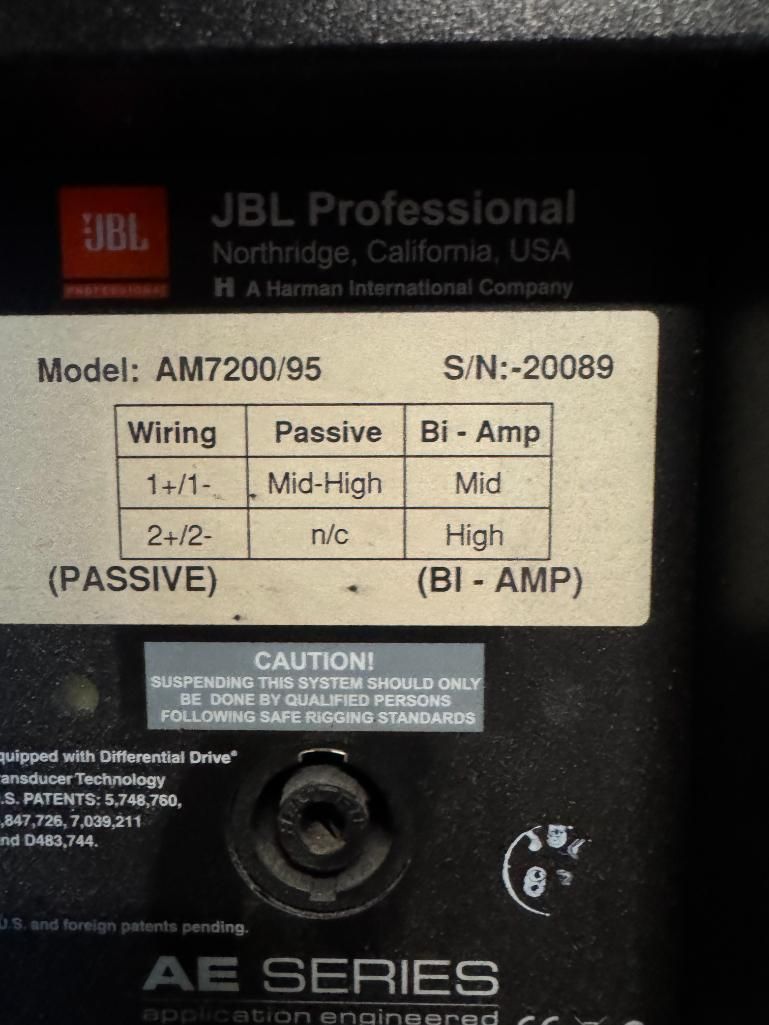 JBL
PROFESSIONAL
JBL Professional
Northridge, California, USA
H A Harman International Company
Model: AM7200/95 S/N:-20089
Wiring Passive Bi - Amp
1+/1- Mid-High Mid
2+/2- n/c High
(PASSIVE) (BI - AMP)
CAUTION!
SUSPENDING THIS SYSTEM SHOULD ONLY
BE DONE BY QUALIFIED PERSONS
FOLLOWING SAFE RIGGING STANDARDS
quipped with Differential Drive®
ansducer Technology
.S. PATENTS: 5,748,760,
,847,726, 7,039,211
nd D483,744.
U.S. and foreign patents pending.
AE SERIES
application engineered